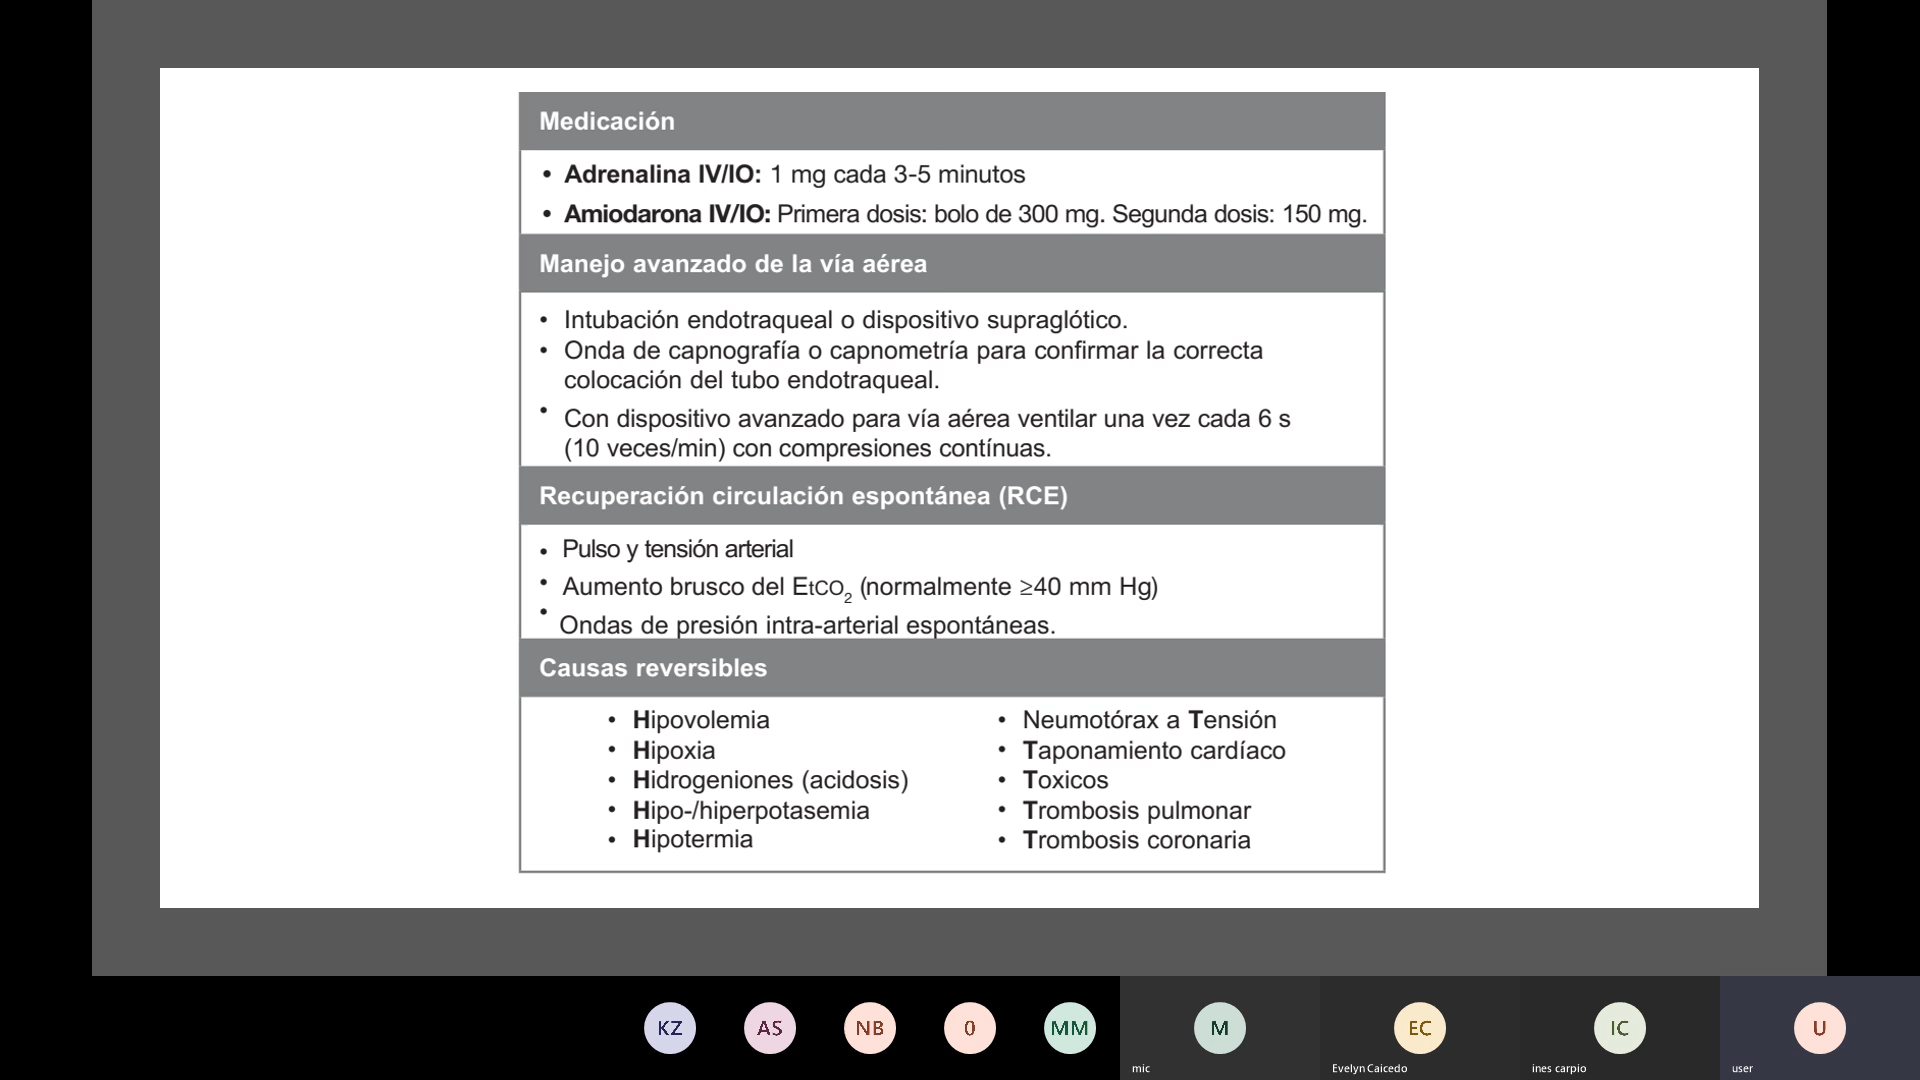 Medicación
• Adrenalina IV/IO: 1 mg cada 3-5 minutos
• Amiodarona IV/IO: Primera dosis: bolo de 300 mg. Segunda dosis: 150 mg.
Manejo avanzado de la vía aérea
• Intubación endotraqueal o dispositivo supraglótico.
• Onda de capnografía o capnometría para confirmar la correcta
colocación del tubo endotraqueal.
• Con dispositivo avanzado para vía aérea ventilar una vez cada 6 s
(10 veces/min) con compresiones contínuas.
Recuperación circulación espontánea (RCE)
• Pulso y tensión arterial
• Aumento brusco del EtCO2 (normalmente ≥40 mm Hg)
• Ondas de presión intra-arterial espontáneas.
Causas reversibles
• Hipovolemia
• Hipoxia
• Hidrogeniones (acidosis)
• Hipo-/hiperpotasemia
• Hipotermia
• Neumotórax a Tensión
• Taponamiento cardíaco
• Toxicos
• Trombosis pulmonar
• Trombosis coronaria
KZ
AS
NB
0
MM
M
mic
EC
Evelyn Caicedo
IC
ines carpio
U
user